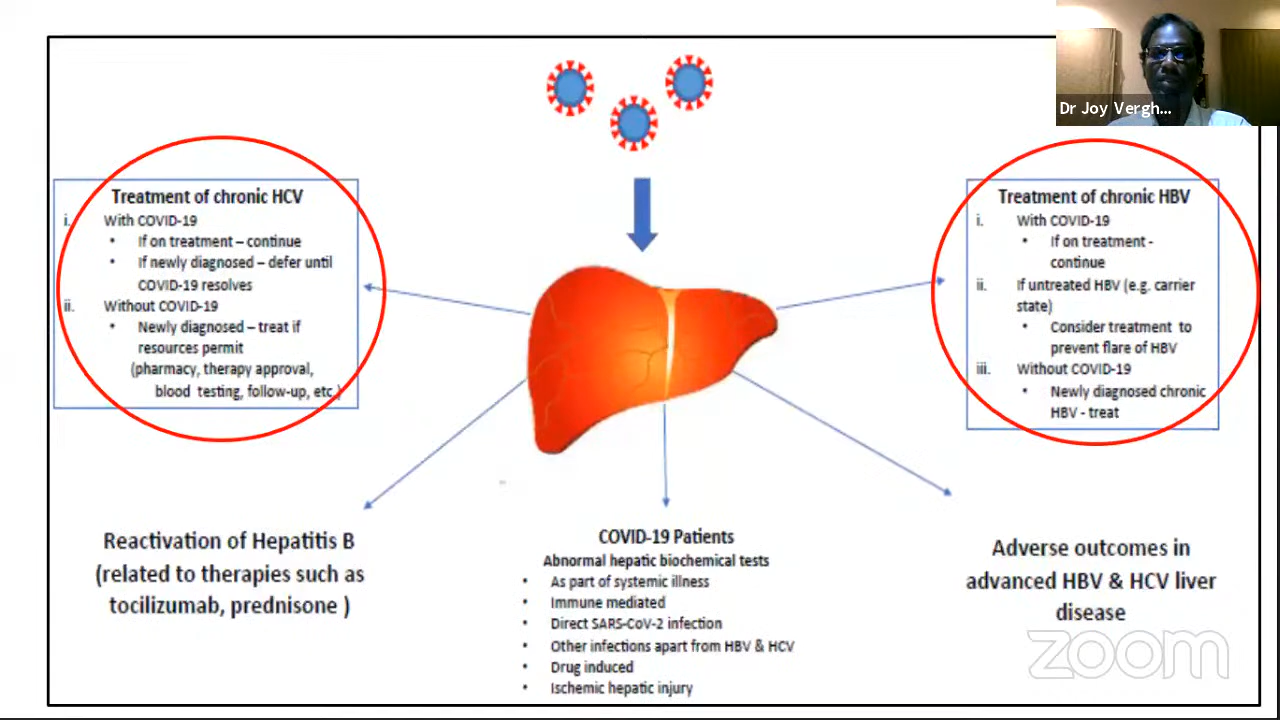 Dr Joy Vergh...
Treatment of chronic HCV
i. With COVID-19
• If on treatment – continue
• If newly diagnosed – defer until
COVID-19 resolves
ii. Without COVID-19
• Newly diagnosed – treat if
resources permit
(pharmacy, therapy approval,
blood testing, follow-up, etc.)
Treatment of chronic HBV
i. With COVID-19
• If on treatment -
continue
ii. If untreated HBV (e.g. carrier
state)
• Consider treatment to
prevent flare of HBV
iii. Without COVID-19
• Newly diagnosed chronic
HBV - treat
Reactivation of Hepatitis B
(related to therapies such as
tocilizumab, prednisone )
COVID-19 Patients
Abnormal hepatic biochemical tests
• As part of systemic illness
• Immune mediated
• Direct SARS-CoV-2 infection
• Other infections apart from HBV & HCV
• Drug induced
• Ischemic hepatic injury
Adverse outcomes in
advanced HBV & HCV liver
disease
zoom